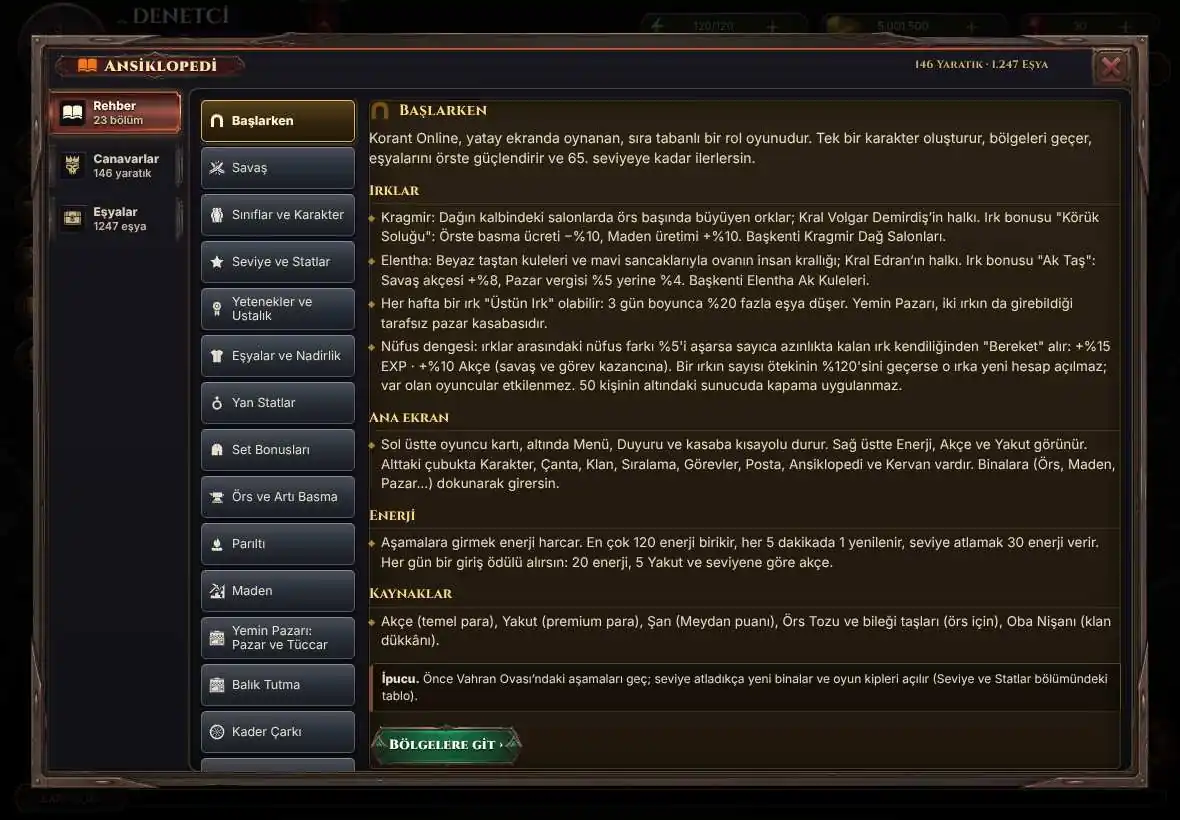 DENETCİ
120/120
5.001.500
30
ANSİKLOPEDİ
146 YARATIK · 1.247 EŞYA
Rehber
23 bölüm
Canavarlar
146 yaratık
Eşyalar
1247 eşya
Başlarken
Savaş
Sınıflar ve Karakter
Seviye ve Statlar
Yetenekler ve
Ustalık
Eşyalar ve Nadirlik
Yan Statlar
Set Bonusları
Örs ve Artı Basma
Parıltı
Maden
Yemin Pazarı:
Pazar ve Tüccar
Balık Tutma
Kader Çarkı
BAŞLARKEN
Korant Online, yatay ekranda oynanan, sıra tabanlı bir rol oyunudur. Tek bir karakter oluşturur, bölgeleri geçer,
eşyalarını örste güçlendirir ve 65. seviyeye kadar ilerlersin.
IRKLAR
Kragmir: Dağın kalbindeki salonlarda örs başında büyüyen orklar; Kral Volgar Demirdiş'in halkı. Irk bonusu "Körük
Soluğu": Örste basma ücreti −%10, Maden üretimi +%10. Başkenti Kragmir Dağ Salonları.
Elentha: Beyaz taştan kuleleri ve mavi sancaklarıyla ovanın insan krallığı; Kral Edran'ın halkı. Irk bonusu "Ak Taş":
Savaş akçesi +%8, Pazar vergisi %5 yerine %4. Başkenti Elentha Ak Kuleleri.
Her hafta bir ırk "Üstün Irk" olabilir: 3 gün boyunca %20 fazla eşya düşer. Yemin Pazarı, iki ırkın da girebildiği
tarafsız pazar kasabasıdır.
Nüfus dengesi: ırklar arasındaki nüfus farkı %5'i aşarsa sayıca azınlıkta kalan ırk kendiliğinden "Bereket" alır: +%15
EXP · +%10 Akçe (savaş ve görev kazancına). Bir ırkın sayısı ötekinin %120'sini geçerse o ırka yeni hesap açılmaz;
var olan oyuncular etkilenmez. 50 kişinin altındaki sunucuda kapama uygulanmaz.
ANA EKRAN
Sol üstte oyuncu kartı, altında Menü, Duyuru ve kasaba kısayolu durur. Sağ üstte Enerji, Akçe ve Yakut görünür.
Alttaki çubukta Karakter, Çanta, Klan, Sıralama, Görevler, Posta, Ansiklopedi ve Kervan vardır. Binalara (Örs, Maden,
Pazar...) dokunarak girersin.
ENERJİ
Aşamalara girmek enerji harcar. En çok 120 enerji birikir, her 5 dakikada 1 yenilenir, seviye atlamak 30 enerji verir.
Her gün bir giriş ödülü alırsın: 20 enerji, 5 Yakut ve seviyene göre akçe.
KAYNAKLAR
Akçe (temel para), Yakut (premium para), Şan (Meydan puanı), Örs Tozu ve bileği taşları (örs için), Oba Nişanı (klan
dükkânı).
İpucu. Önce Vahran Ovası'ndaki aşamaları geç; seviye atladıkça yeni binalar ve oyun kipleri açılır (Seviye ve Statlar bölümündeki
tablo).
BÖLGELERE GİT ›